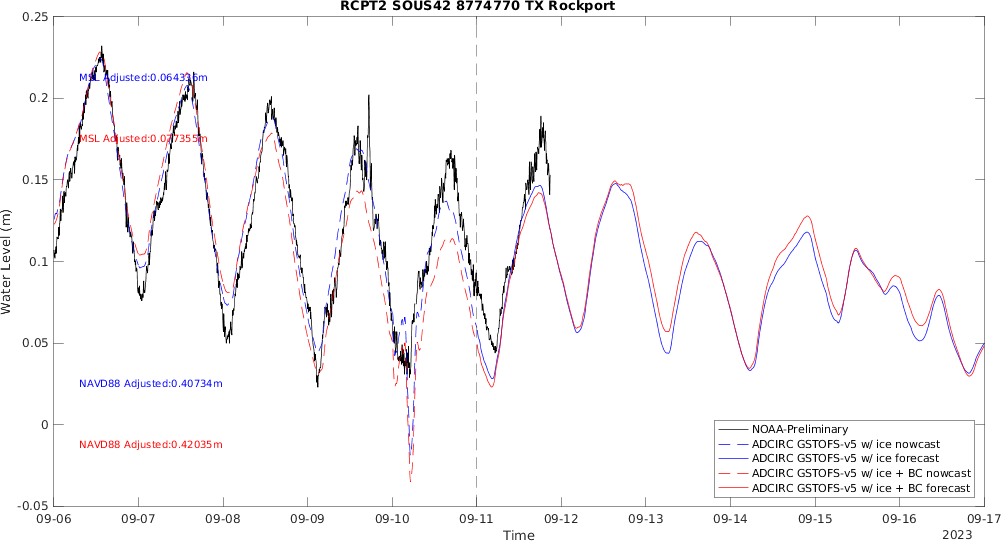 RCPT2 SOUS42 8774770 TX Rockport
0.25
0.2
0.15
0.1
0.05
0
-0.05
Water Level (m)
MSL Adjusted:0.064336m
MSL Adjusted:0.077355m
NAVD88 Adjusted:0.40734m
NAVD88 Adjusted:0.42035m
NOAA-Preliminary
ADCIRC GSTOFS-v5 w/ ice nowcast
ADCIRC GSTOFS-v5 w/ ice forecast
ADCIRC GSTOFS-v5 w/ ice + BC nowcast
ADCIRC GSTOFS-v5 w/ ice + BC forecast
09-06 09-07 09-08 09-09 09-10 09-11 09-12 09-13 09-14 09-15 09-16 09-17
Time
2023